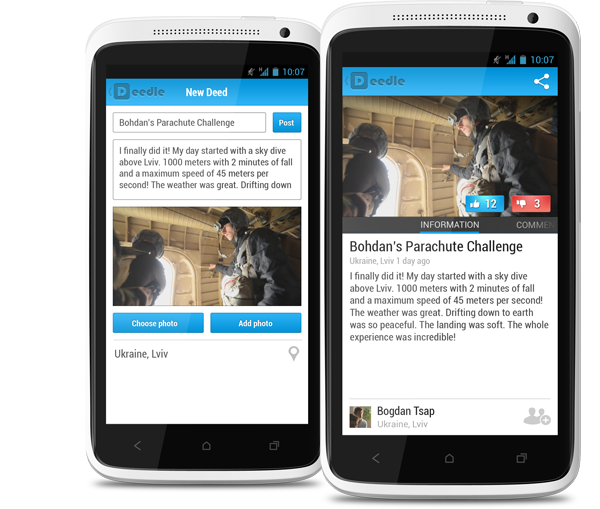 10:07
Deedle
New Deed
Bohdan's Parachute Challenge
Post
I finally did it! My day started with a sky dive
above Lviv. 1000 meters with 2 minutes of fall
and a maximum speed of 45 meters per
second! The weather was great. Drifting down
Choose photo
Add photo
Ukraine, Lviv
H
10:07
Deedle
12
3
INFORMATION
COMMEN
Bohdan's Parachute Challenge
Ukraine, Lviv 1 day ago
I finally did it! My day started with a sky dive
above Lviv. 1000 meters with 2 minutes of fall
and a maximum speed of 45 meters per second!
The weather was great. Drifting down to earth
was so peaceful. The landing was soft. The whole
experience was incredible!
Bogdan Tsap
Ukraine, Lviv